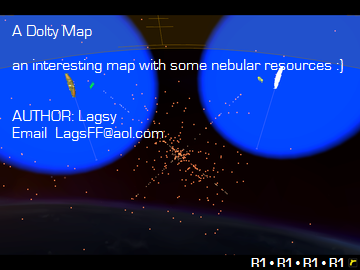 A Dolty Map
an interesting map with some nebular resources :)
AUTHOR: Lagsy
Email LagsFF@aol.com
R1 • R1 • R1 • R1 r